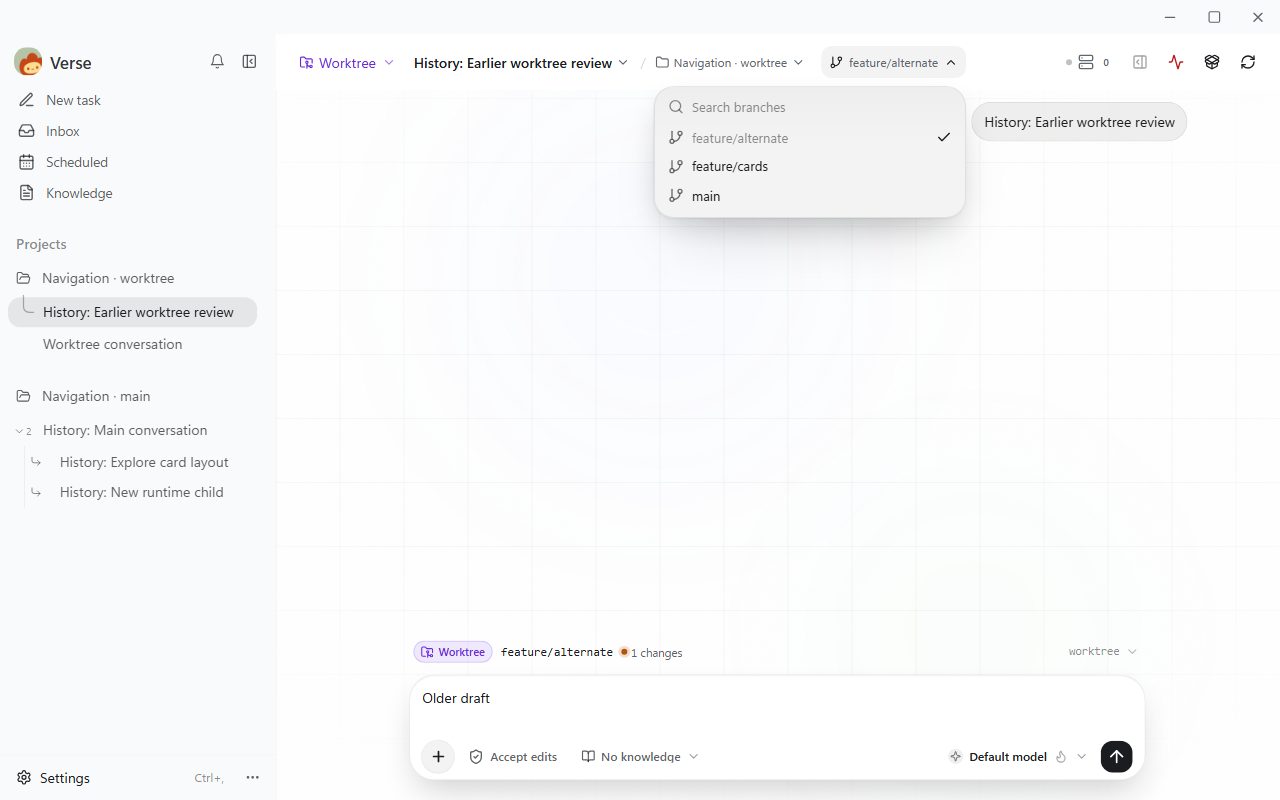 Verse
New task
Inbox
Scheduled
Knowledge
Projects
Navigation · worktree
History: Earlier worktree review
Worktree conversation
Navigation · main
2 History: Main conversation
History: Explore card layout
History: New runtime child
Settings Ctrl+,
Worktree History: Earlier worktree review / Navigation · worktree feature/alternate 0
Search branches
feature/alternate
feature/cards
main
History: Earlier worktree review
Worktree feature/alternate 1 changes worktree
Older draft
Accept edits No knowledge Default model